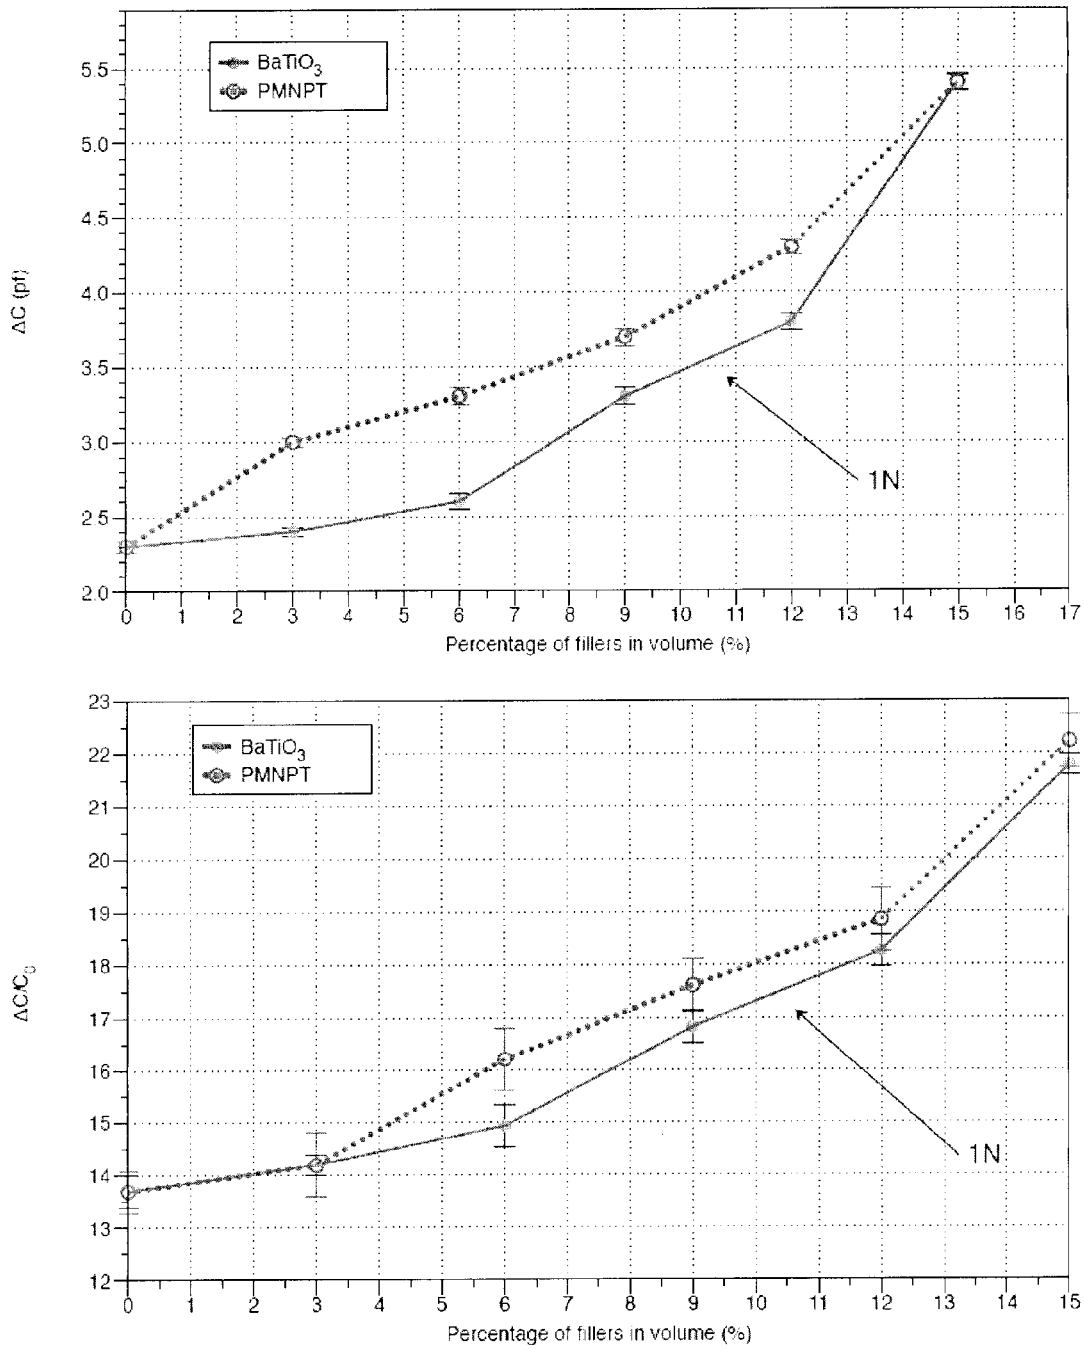 BaTiO3
PMNPT
5.5
5.0
4.5
4.0
3.5
3.0
2.5
2.0
ΔC (pf)
1N
0 1 2 3 4 5 6 7 8 9 10 11 12 13 14 15 16 17
Percentage of fillers in volume (%)
23
22
21
20
19
18
17
16
15
14
13
12
BaTiO3
PMNPT
ΔC/C0
1N
0 1 2 3 4 5 6 7 8 9 10 11 12 13 14 15
Percentage of fillers in volume (%)